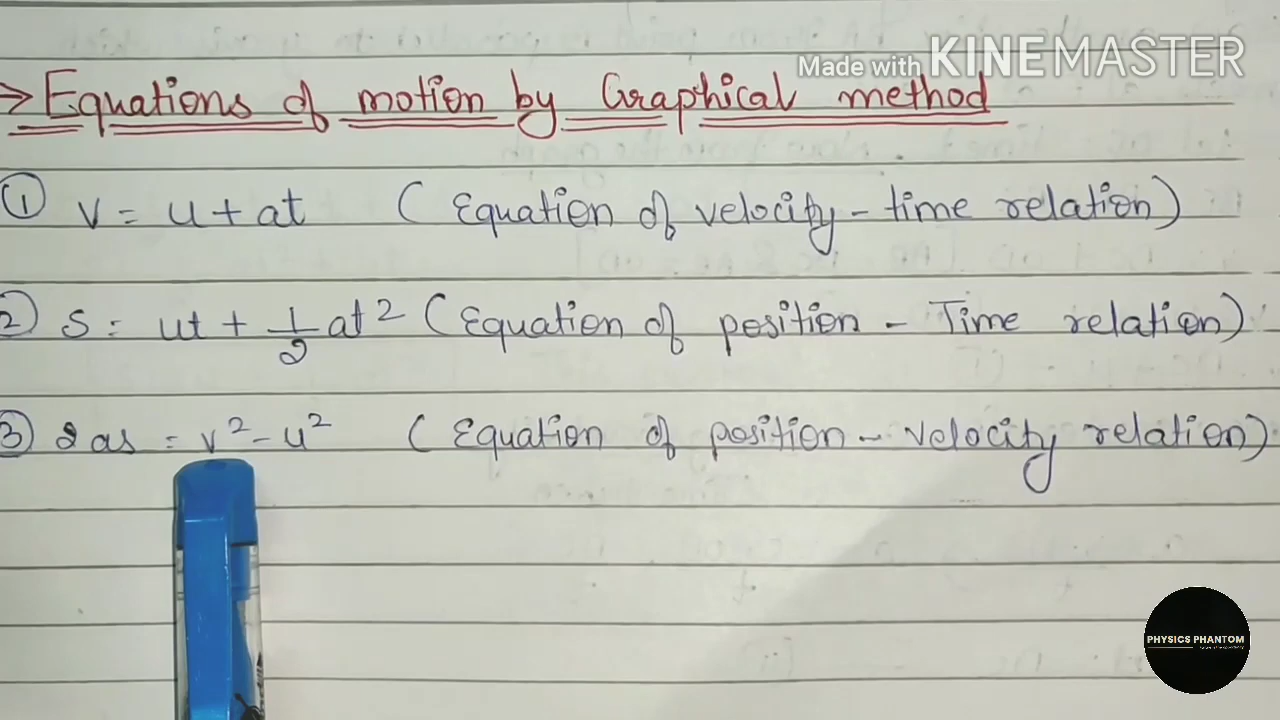 Made with KINEMASTER
→ Equations of motion by Graphical method
① v = u + at (Equation of velocity - time relation)
2) s = ut + 1/2 at² (Equation of position - Time relation)
③ 2as = v² - u² (Equation of position - velocity relation)
PHYSICS PHANTOM